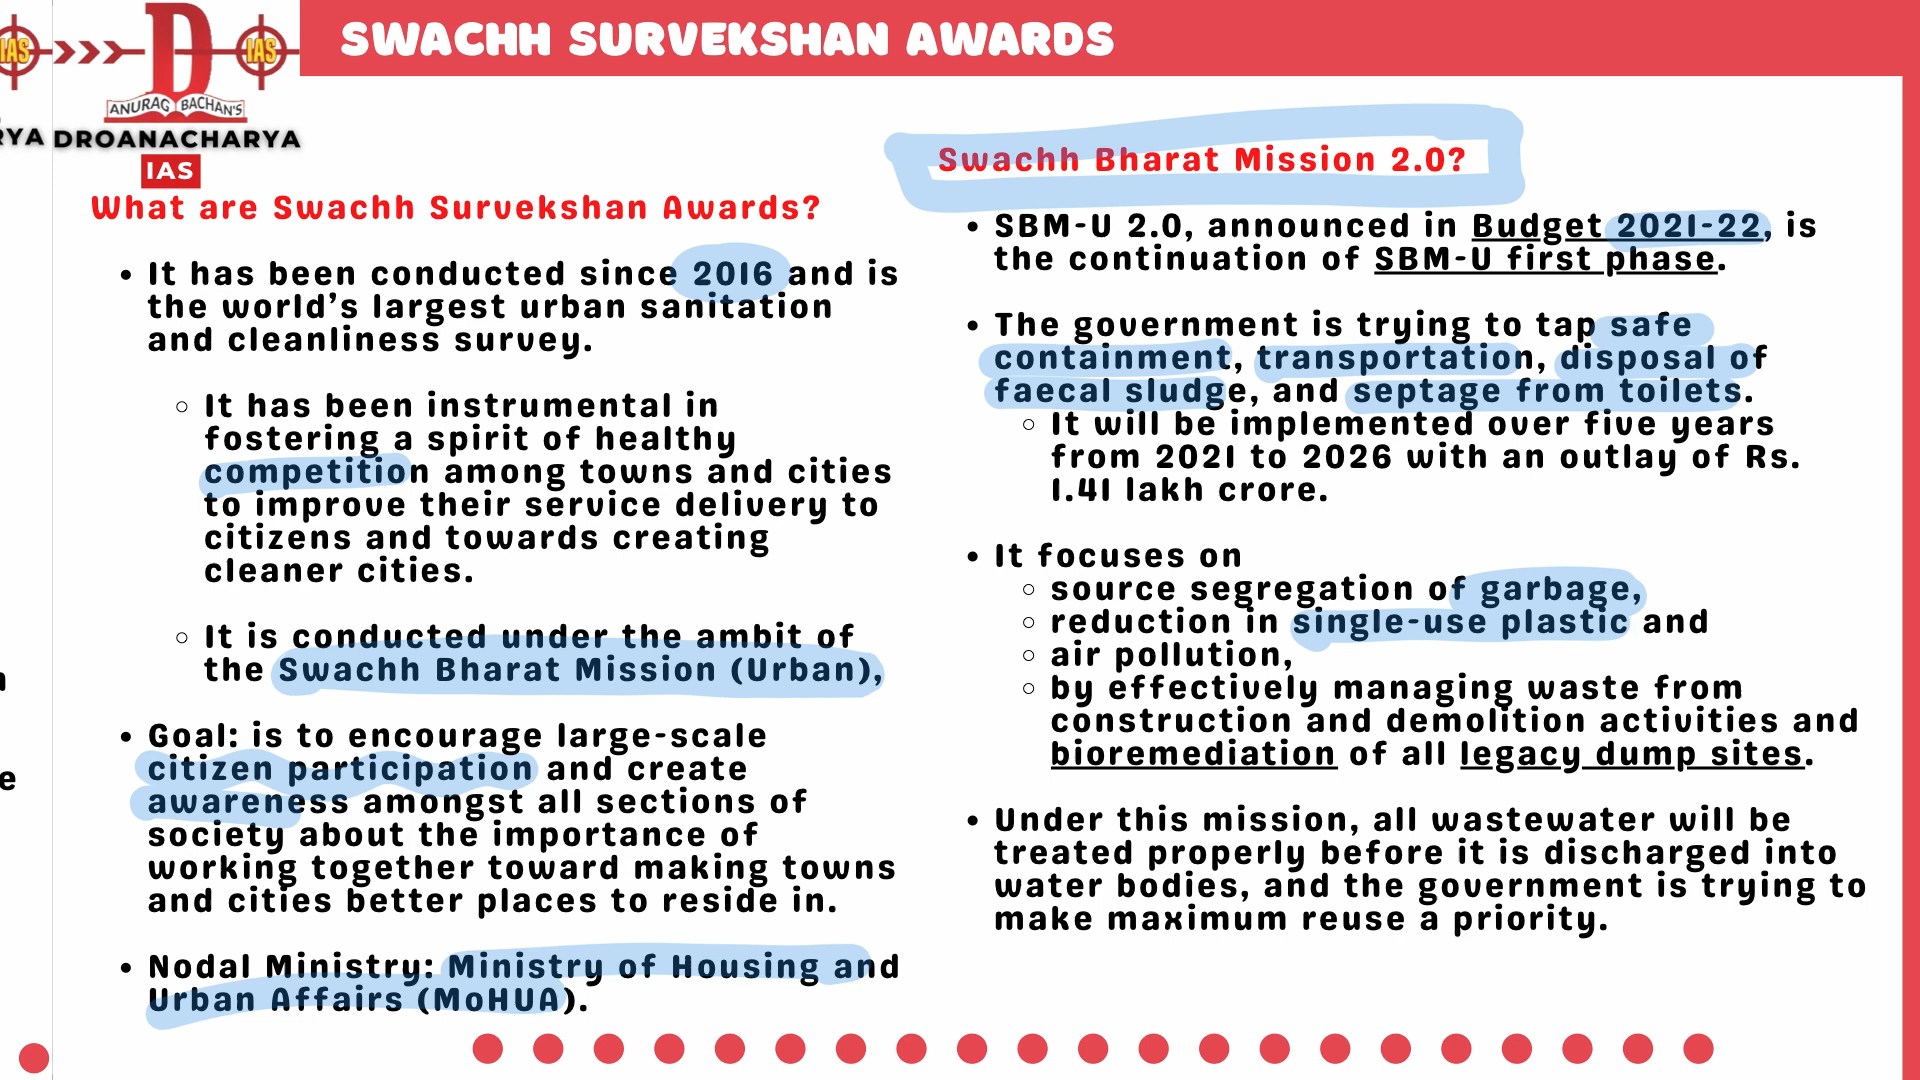 SWACHH SURVEKSHAN AWARDS
IAS
IAS
D
ANURAG BACHAN'S
RYA
DROANACHARYA
IAS
What are Swachh Survekshan Awards?
• It has been conducted since 2016 and is
the world's largest urban sanitation
and cleanliness survey.
○ It has been instrumental in
fostering a spirit of healthy
competition among towns and cities
to improve their service delivery to
citizens and towards creating
cleaner cities.
○ It is conducted under the ambit of
the Swachh Bharat Mission (Urban),
• Goal: is to encourage large-scale
citizen participation and create
awareness amongst all sections of
society about the importance of
working together toward making towns
and cities better places to reside in.
• Nodal Ministry: Ministry of Housing and
Urban Affairs (MoHUA).
Swachh Bharat Mission 2.0?
• SBM-U 2.0, announced in Budget 2021-22, is
the continuation of SBM-U first phase.
• The government is trying to tap safe
containment, transportation, disposal of
faecal sludge, and septage from toilets.
○ It will be implemented over five years
from 2021 to 2026 with an outlay of Rs.
1.41 lakh crore.
• It focuses on
○ source segregation of garbage,
○ reduction in single-use plastic and
○ air pollution,
○ by effectively managing waste from
construction and demolition activities and
bioremediation of all legacy dump sites.
• Under this mission, all wastewater will be
treated properly before it is discharged into
water bodies, and the government is trying to
make maximum reuse a priority.